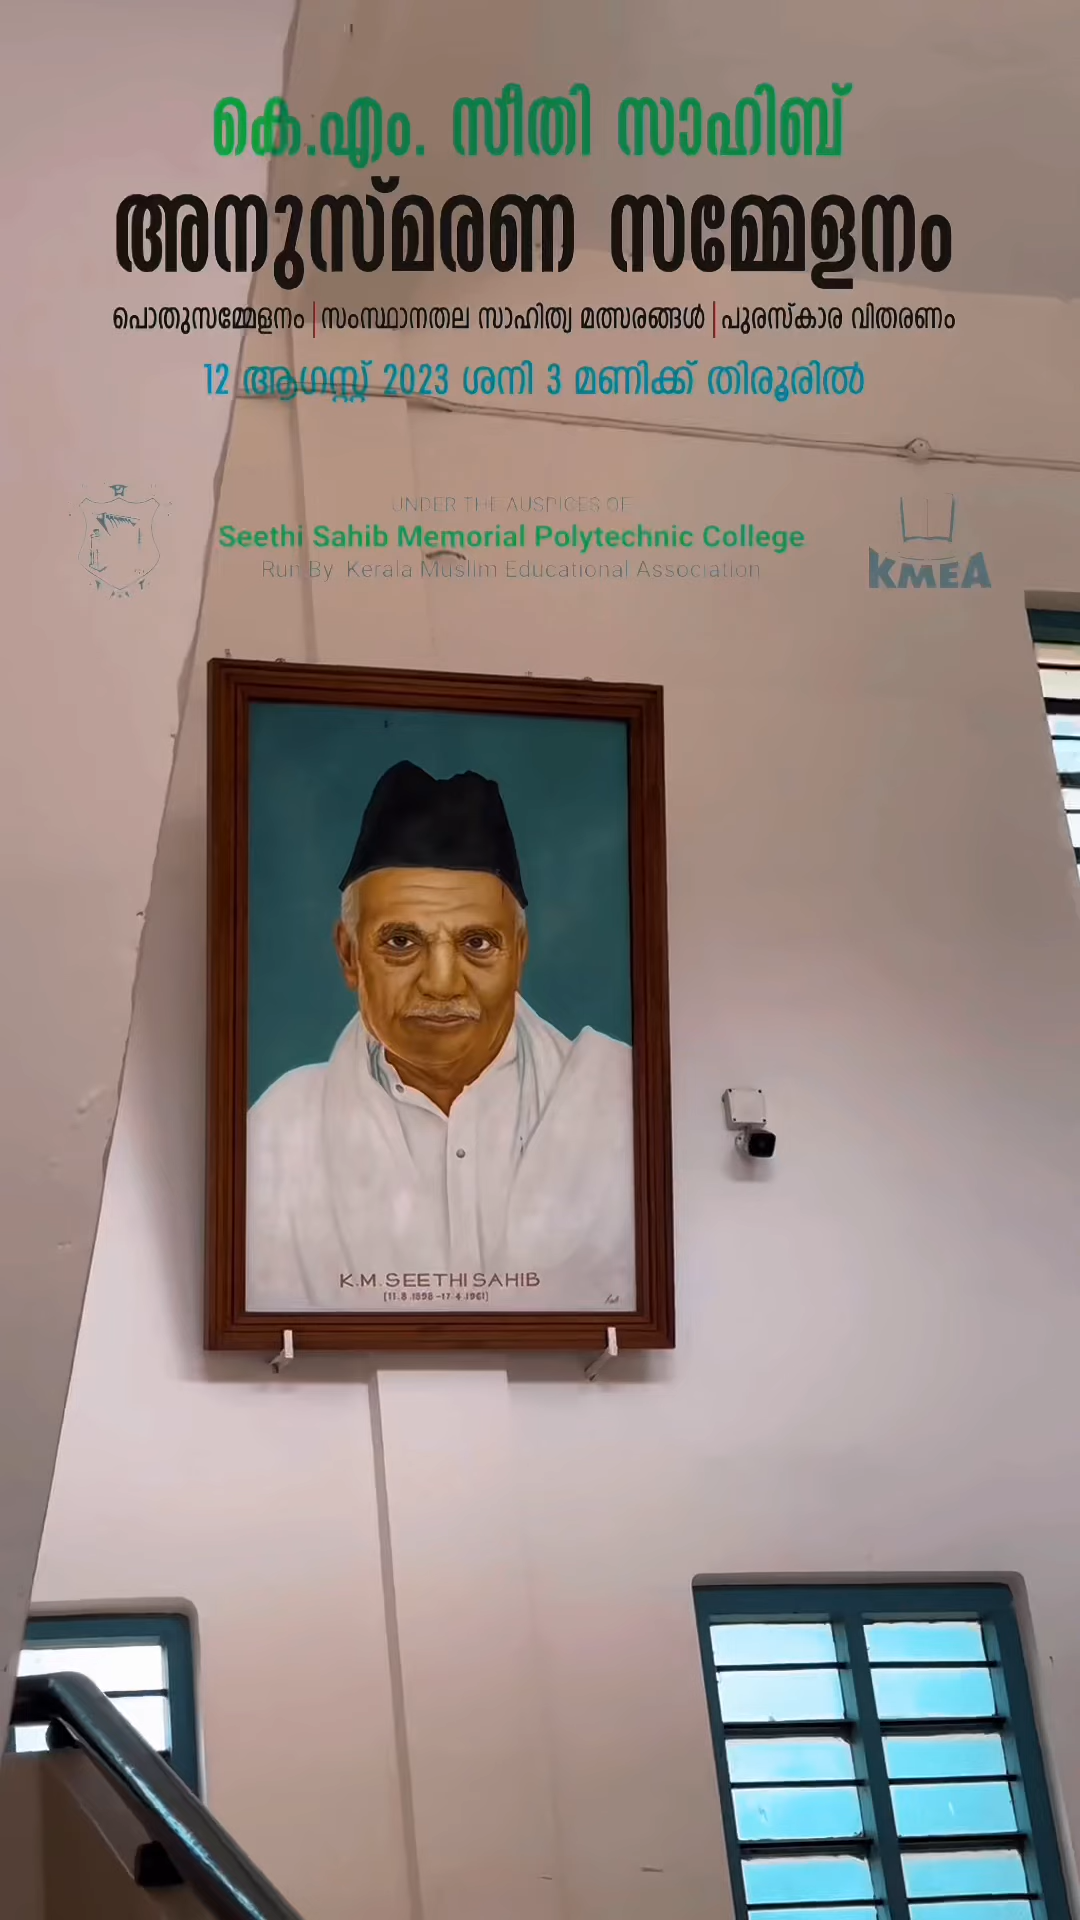 കെ.എം. സീതി സാഹിബ്
അനുസ്മരണ സമ്മേളനം
പൊതുസമ്മേളനം|സംസ്ഥാനതല സാഹിത്യ മത്സരങ്ങൾ|പുരസ്കാര വിതരണം
12 ആഗസ്റ്റ് 2023 ശനി 3 മണിക്ക് തിരൂരിൽ
UNDER THE AUSPICES OF
Seethi Sahib Memorial Polytechnic College
Run By Kerala Muslim Educational Association
KMEA
K.M. SEETHI SAHIB
(11.8.1898-17.4.1961)